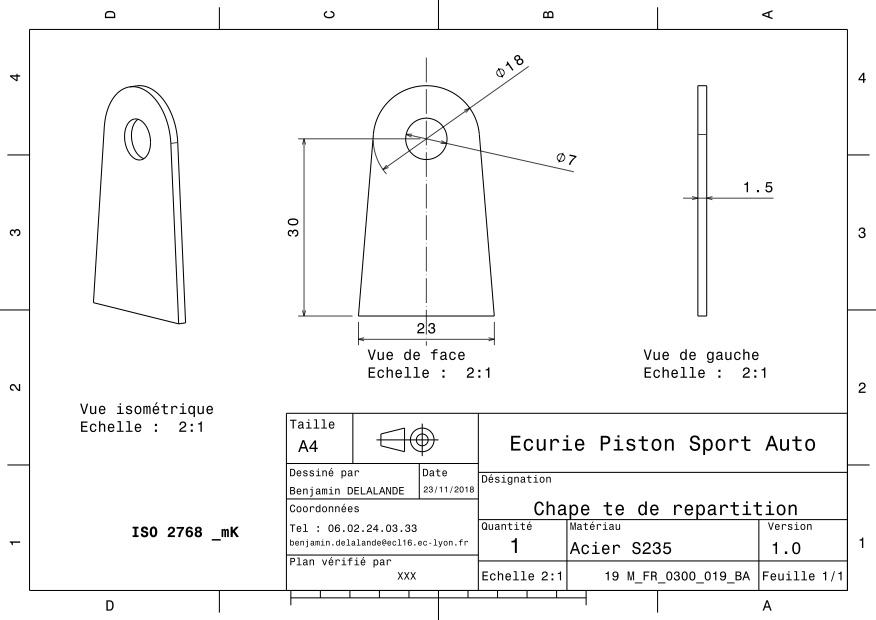 D C B A
4 4
Φ18
Φ7
1.5
3 3
30
23
Vue de face
Echelle :  2:1
Vue de gauche
Echelle :  2:1
2 2
Vue isométrique
Echelle :  2:1
Taille
A4
Ecurie Piston Sport Auto
Dessiné par
Benjamin DELALANDE
Date
23/11/2018
Désignation
Chape te de repartition
Coordonnées
Tel : 06.02.24.03.33
benjamin.delalande@ecl16.ec-lyon.fr
Quantité
1
Matériau
Acier S235
Version
1.0
ISO 2768 _mK
1 1
Plan vérifié par
XXX
Echelle 2:1
19 M_FR_0300_019_BA
Feuille 1/1
D A